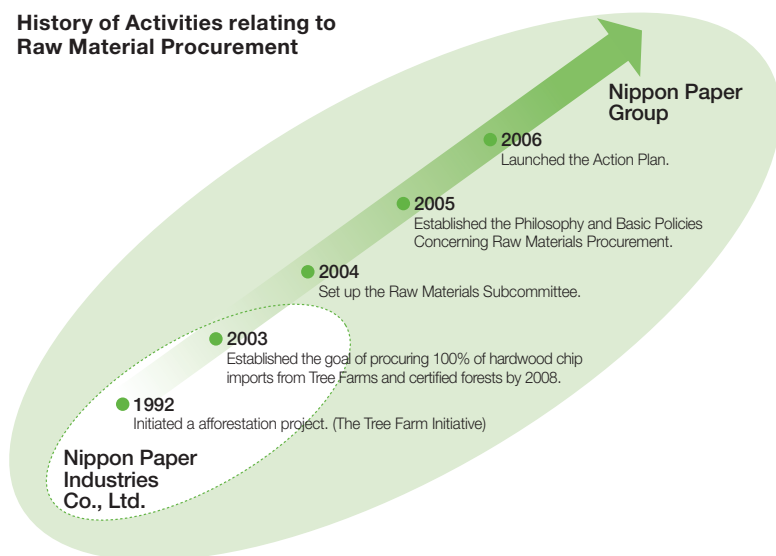 History of Activities relating to
Raw Material Procurement
Nippon Paper
Group
2006
Launched the Action Plan.
2005
Established the Philosophy and Basic Policies
Concerning Raw Materials Procurement.
2004
Set up the Raw Materials Subcommittee.
2003
Established the goal of procuring 100% of hardwood chip
imports from Tree Farms and certified forests by 2008.
1992
Initiated a afforestation project. (The Tree Farm Initiative)
Nippon Paper
Industries
Co., Ltd.